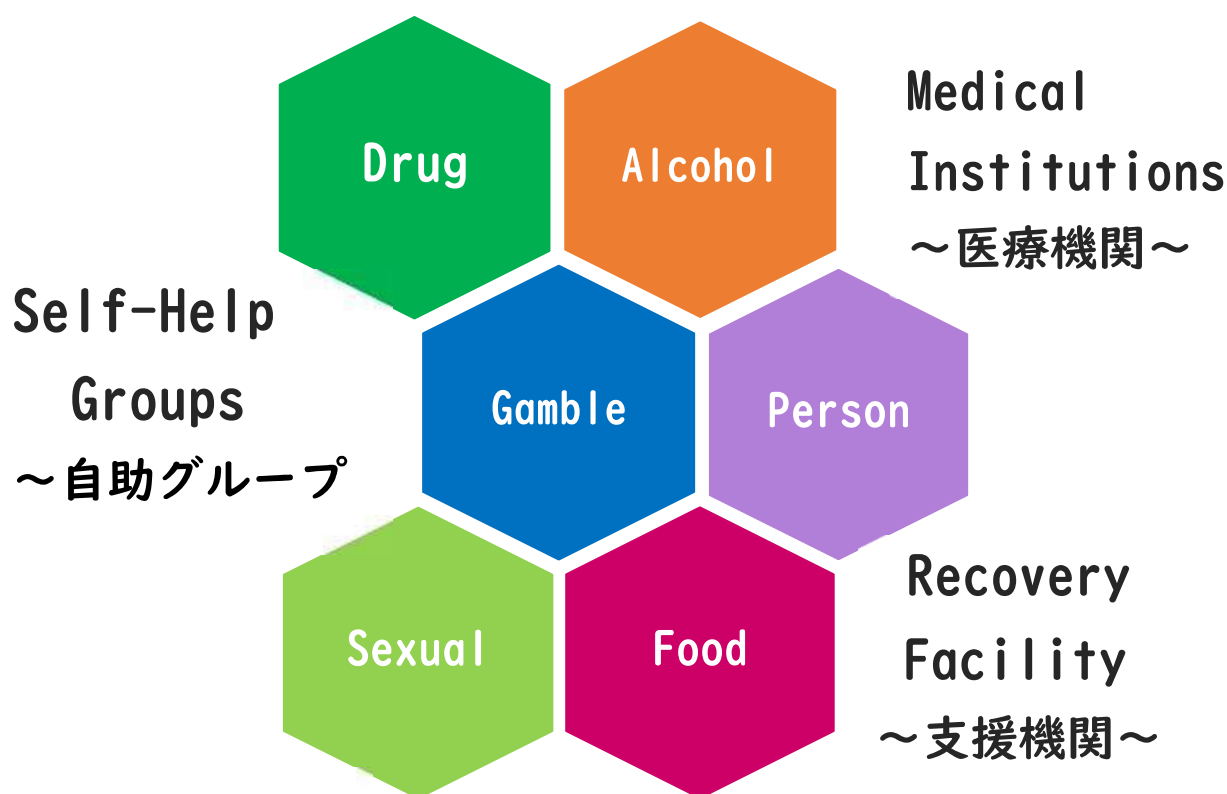 Drug
Alcohol
Medical
Institutions
～医療機関～
Self-Help
Groups
～自助グループ
Gamble
Person
Sexual
Food
Recovery
Facility
～支援機関～